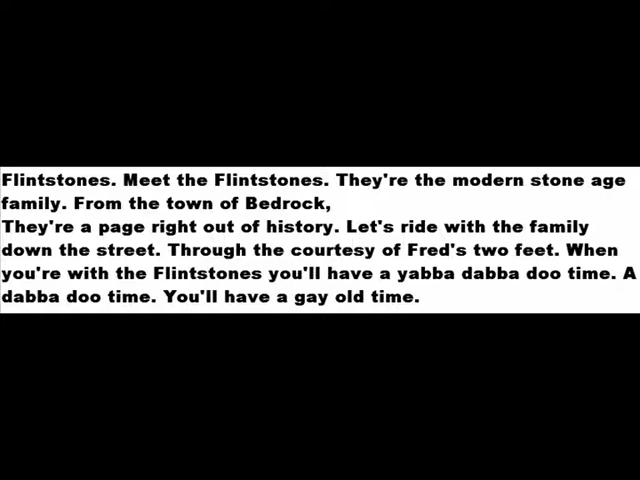 Flintstones. Meet the Flintstones. They're the modern stone age
family. From the town of Bedrock,
They're a page right out of history. Let's ride with the family
down the street. Through the courtesy of Fred's two feet. When
you're with the Flintstones you'll have a yabba dabba doo time. A
dabba doo time. You'll have a gay old time.